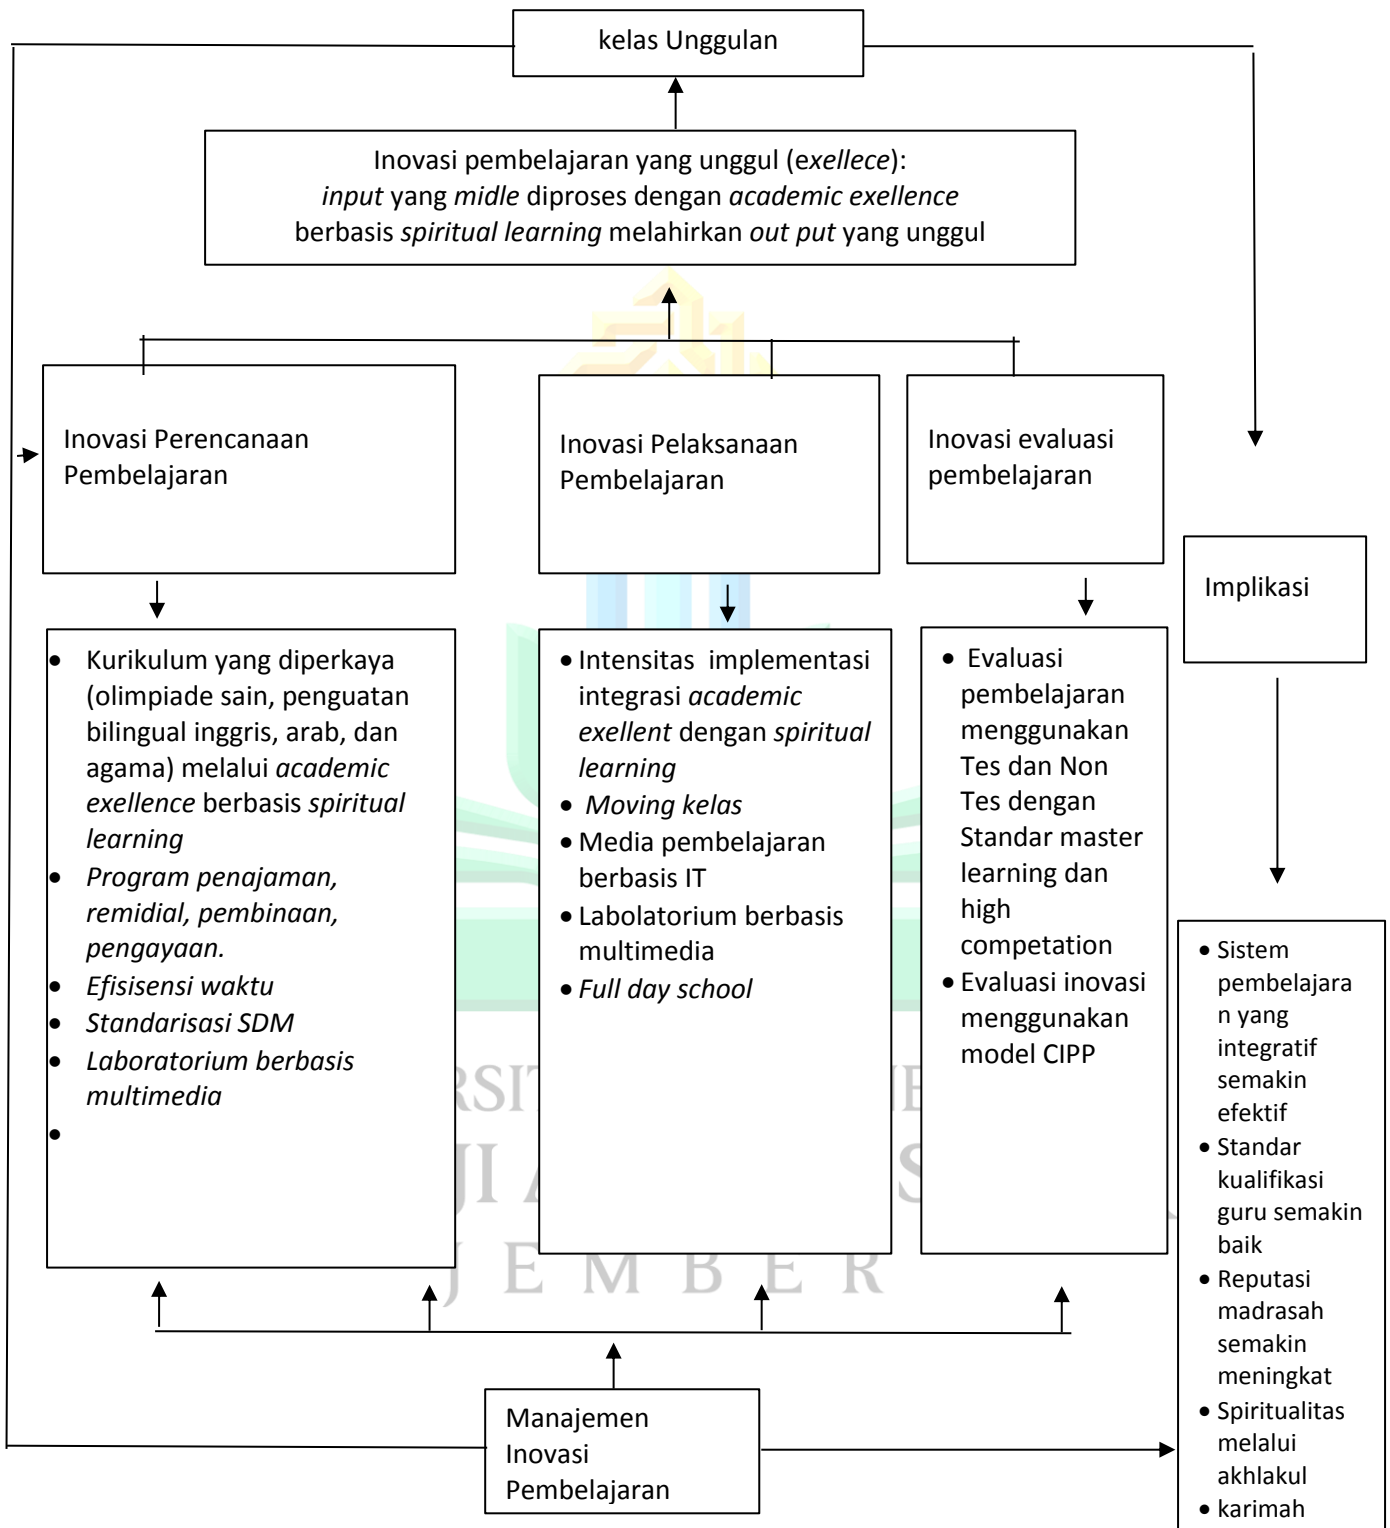 kelas Unggulan
Inovasi pembelajaran yang unggul (exellece):
input yang midle diproses dengan academic exellence
berbasis spiritual learning melahirkan out put yang unggul
Inovasi Perencanaan
Pembelajaran
Inovasi Pelaksanaan
Pembelajaran
Inovasi evaluasi
pembelajaran
Implikasi
• Kurikulum yang diperkaya
(olimpiade sain, penguatan
bilingual inggris, arab, dan
agama) melalui academic
exellence berbasis spiritual
learning
• Program penajaman,
remidial, pembinaan,
pengayaan.
• Efisisensi waktu
• Standarisasi SDM
• Laboratorium berbasis
multimedia
•
• Intensitas implementasi
integrasi academic
exellent dengan spiritual
learning
• Moving kelas
• Media pembelajaran
berbasis IT
• Labolatorium berbasis
multimedia
• Full day school
• Evaluasi
pembelajaran
menggunakan
Tes dan Non
Tes dengan
Standar master
learning dan
high
competation
• Evaluasi inovasi
menggunakan
model CIPP
• Sistem
pembelajara
n yang
integratif
semakin
efektif
• Standar
kualifikasi
guru semakin
baik
• Reputasi
madrasah
semakin
meningkat
• Spiritualitas
melalui
akhlakul
• karimah
JEMBER
Manajemen
Inovasi
Pembelajaran